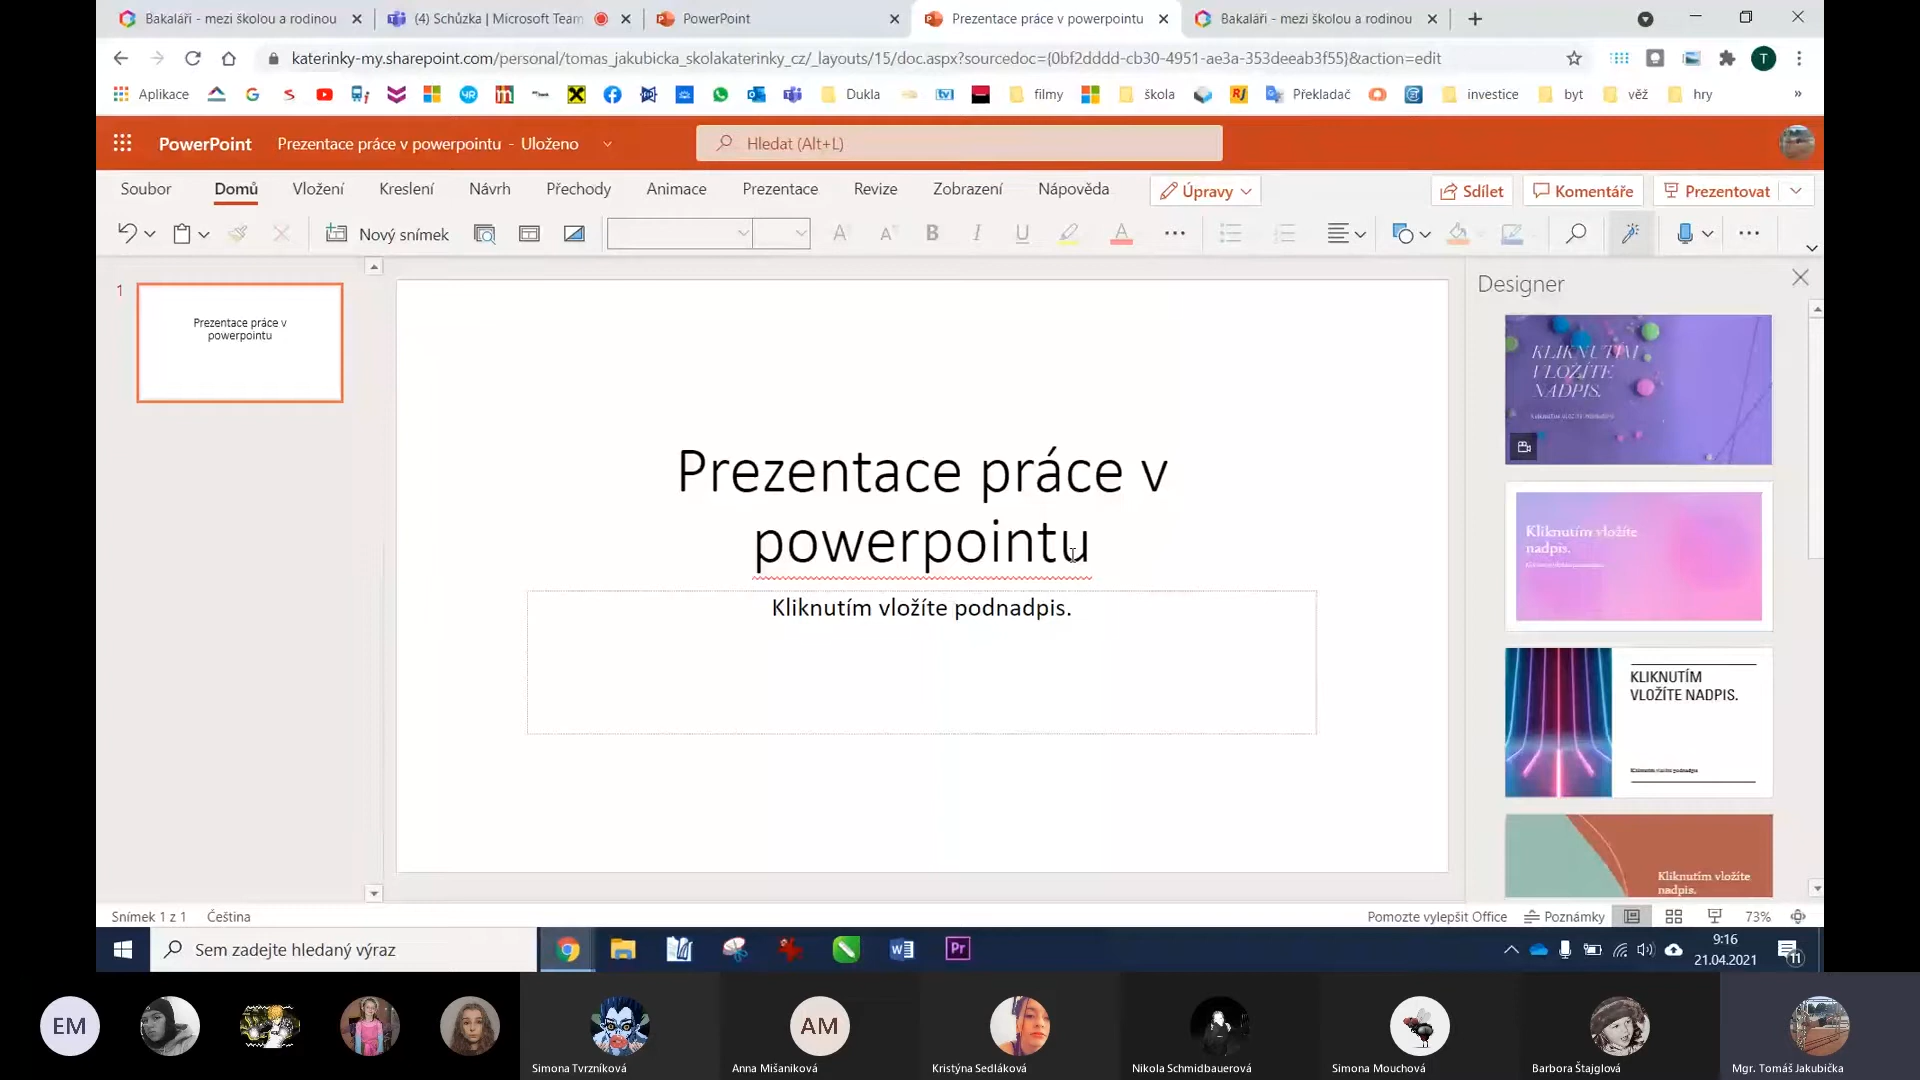 Bakaláři - mezi školou a rodinou
(4) Schůzka | Microsoft Team
PowerPoint
Prezentace práce v powerpointu
Bakaláři - mezi školou a rodinou
katerinky-my.sharepoint.com/personal/tomas_jakubicka_skolakaterinky_cz/_layouts/15/doc.aspx?sourcedoc={0bf2dddd-cb30-4951-ae3a-353deeab3f55}&action=edit
T
Aplikace
Dukla
filmy
škola
Překladač
investice
byt
věž
hry
»
PowerPoint
Prezentace práce v powerpointu - Uloženo
Hledat (Alt+L)
Soubor
Domů
Vložení
Kreslení
Návrh
Přechody
Animace
Prezentace
Revize
Zobrazení
Nápověda
Úpravy
Sdílet
Komentáře
Prezentovat
Nový snímek
1
Prezentace práce v
powerpointu
Prezentace práce v
powerpointu
Kliknutím vložíte podnadpis.
Designer
KLIKNUTÍM
VLOŽÍTE
NADPIS.
Kliknutím vložíte
nadpis.
KLIKNUTÍM
VLOŽÍTE NADPIS.
Kliknutím vložíte podnadpis
Kliknutím vložíte
nadpis.
Snímek 1 z 1
Čeština
Pomozte vylepšit Office
Poznámky
73%
Sem zadejte hledaný výraz
9:16
21.04.2021
11
EM
AM
Simona Tvrzníková
Anna Mišaniková
Kristýna Sedláková
Nikola Schmidbauerová
Simona Mouchová
Barbora Štajglová
Mgr. Tomáš Jakubička